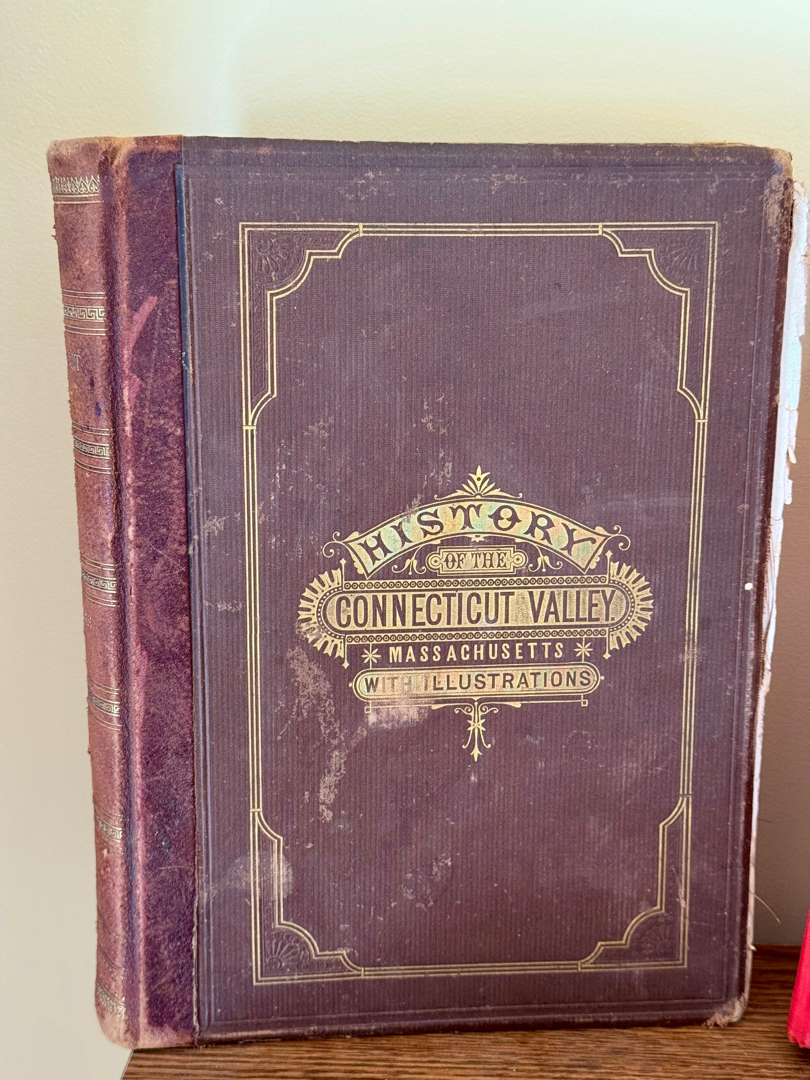 HISTORY
OF THE
CONNECTICUT VALLEY
MASSACHUSETTS
WITH ILLUSTRATIONS